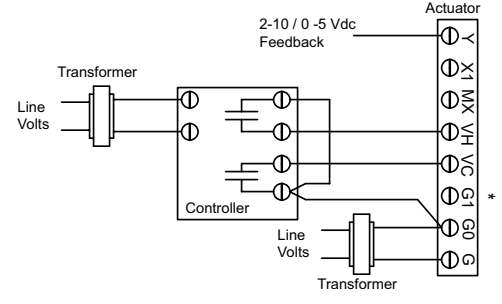 Actuator
2-10 / 0 -5 Vdc
Feedback
Y
X1
MX
VH
VC
G1
*
G0
G
Transformer
Line
Volts
Controller
Line
Volts
Transformer